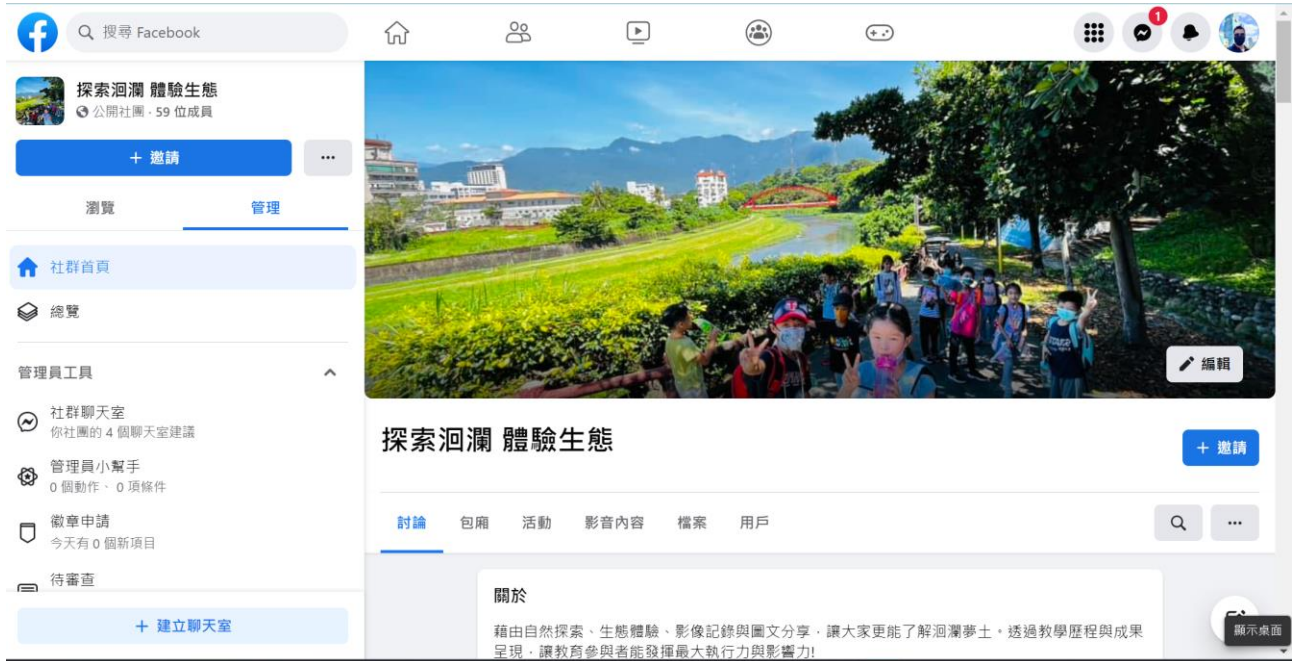 搜尋 Facebook
1
探索洄瀾 體驗生態
公開社團 · 59 位成員
+ 邀請
瀏覽
管理
社群首頁
總覽
管理員工具
社群聊天室
你社團的 4 個聊天室建議
管理員小幫手
0 個動作、 0 項條件
徽章申請
今天有 0 個新項目
待審查
+ 建立聊天室
編輯
探索洄瀾 體驗生態
+ 邀請
討論 包廂 活動 影音內容 檔案 用戶
關於
藉由自然探索、生態體驗、影像記錄與圖文分享，讓大家更能了解洄瀾夢土。透過教學歷程與成果
呈現，讓教育參與者能發揮最大執行力與影響力!
顯示桌面